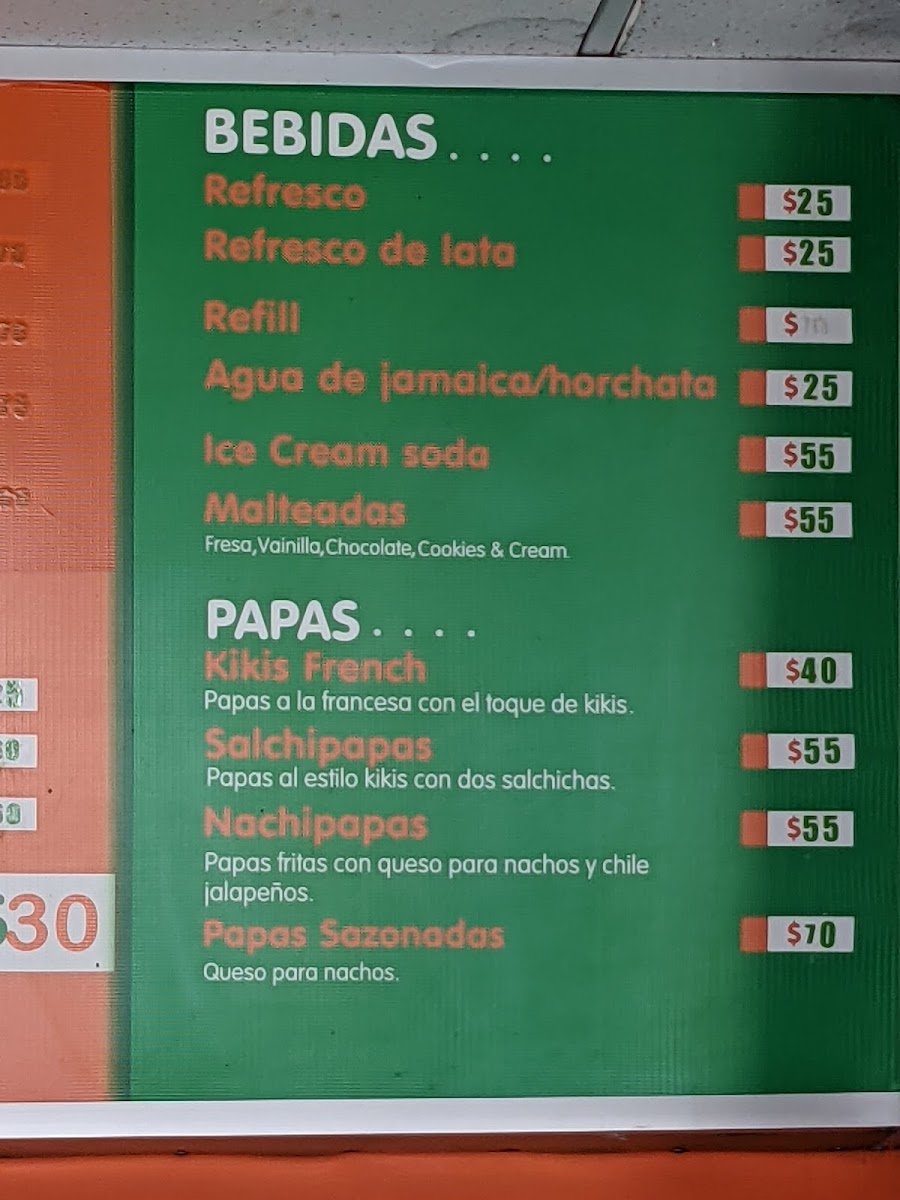 BEBIDAS....
Refresco $25
Refresco de lata $25
Refill $
Agua de jamaica/horchata $25
Ice Cream soda $55
Malteadas $55
Fresa,Vainilla,Chocolate,Cookies & Cream.
PAPAS....
Kikis French $40
Papas a la francesa con el toque de kikis.
Salchipapas $55
Papas al estilo kikis con dos salchichas.
Nachipapas $55
Papas fritas con queso para nachos y chile
jalapeños.
$30
Papas Sazonadas $70
Queso para nachos.